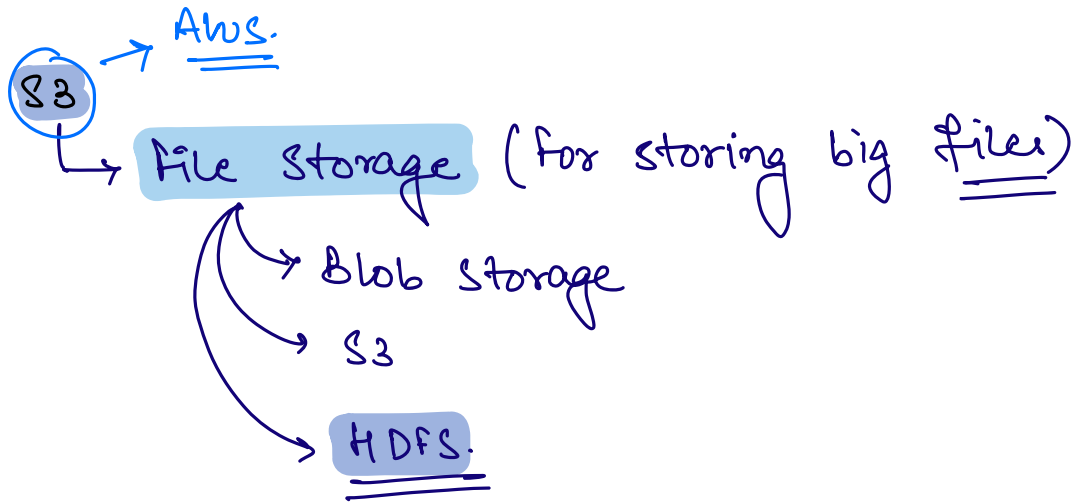 AWS.
S3
File Storage (For storing big files)
Blob Storage
S3
HDFS.